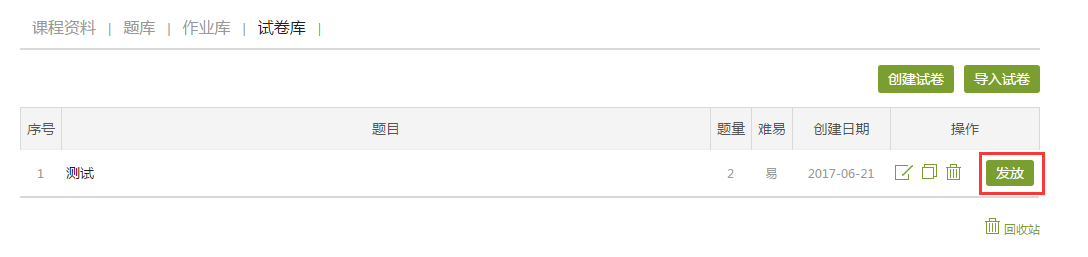 课程资料 | 题库 | 作业库 | 试卷库 |
创建试卷 导入试卷
序号 题目 题量 难易 创建日期 操作
1 测试 2 易 2017-06-21 发放
回收站